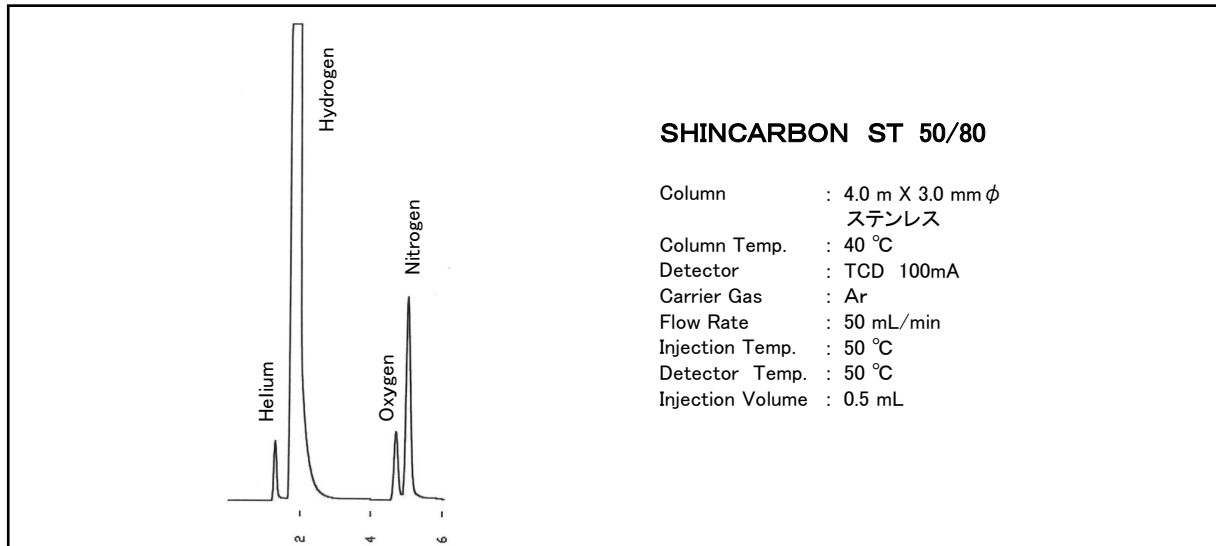 Hydrogen
Nitrogen
Oxygen
Helium
2
4
6
SHINCARBON ST 50/80
Column : 4.0 m X 3.0 mmφ
ステンレス
Column Temp. : 40 ℃
Detector : TCD 100mA
Carrier Gas : Ar
Flow Rate : 50 mL/min
Injection Temp. : 50 ℃
Detector Temp. : 50 ℃
Injection Volume : 0.5 mL